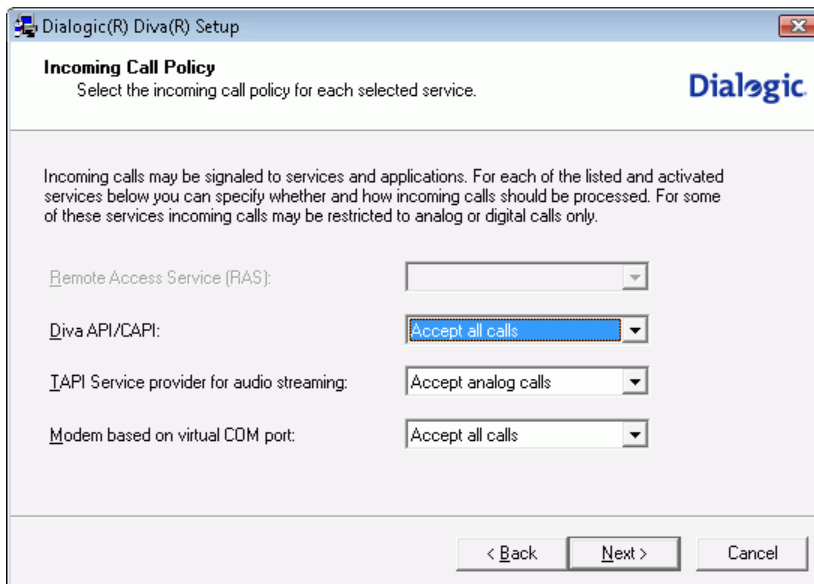 Dialogic(R) Diva(R) Setup
Incoming Call Policy
Select the incoming call policy for each selected service.
Dialogic
Incoming calls may be signaled to services and applications. For each of the listed and activated
services below you can specify whether and how incoming calls should be processed. For some
of these services incoming calls may be restricted to analog or digital calls only.
Remote Access Service (RAS):
Diva API/CAPI: Accept all calls
TAPI Service provider for audio streaming: Accept analog calls
Modem based on virtual COM port: Accept all calls
< Back Next > Cancel